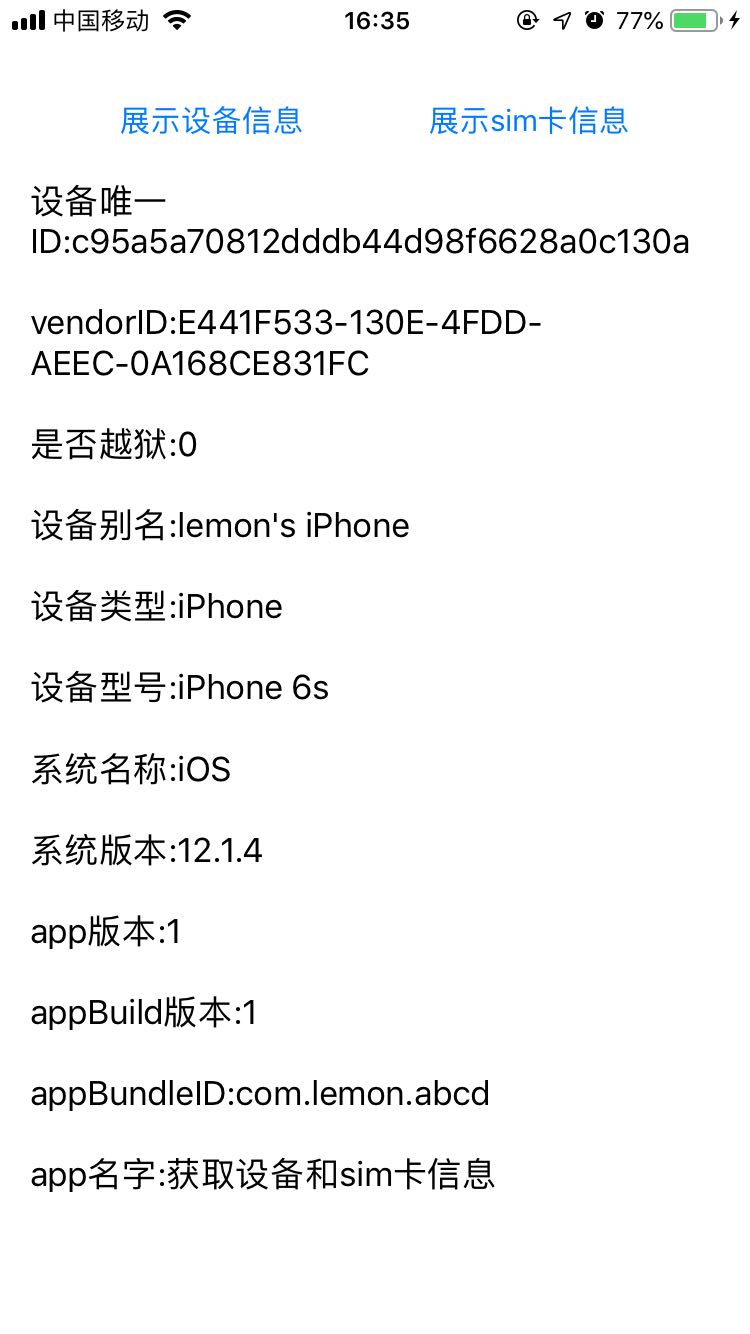 中国移动 16:35 77%
展示设备信息 展示sim卡信息
设备唯一
ID:c95a5a70812dddb44d98f6628a0c130a
vendorID:E441F533-130E-4FDD-
AEEC-0A168CE831FC
是否越狱:0
设备别名:lemon's iPhone
设备类型:iPhone
设备型号:iPhone 6s
系统名称:iOS
系统版本:12.1.4
app版本:1
appBuild版本:1
appBundleID:com.lemon.abcd
app名字:获取设备和sim卡信息